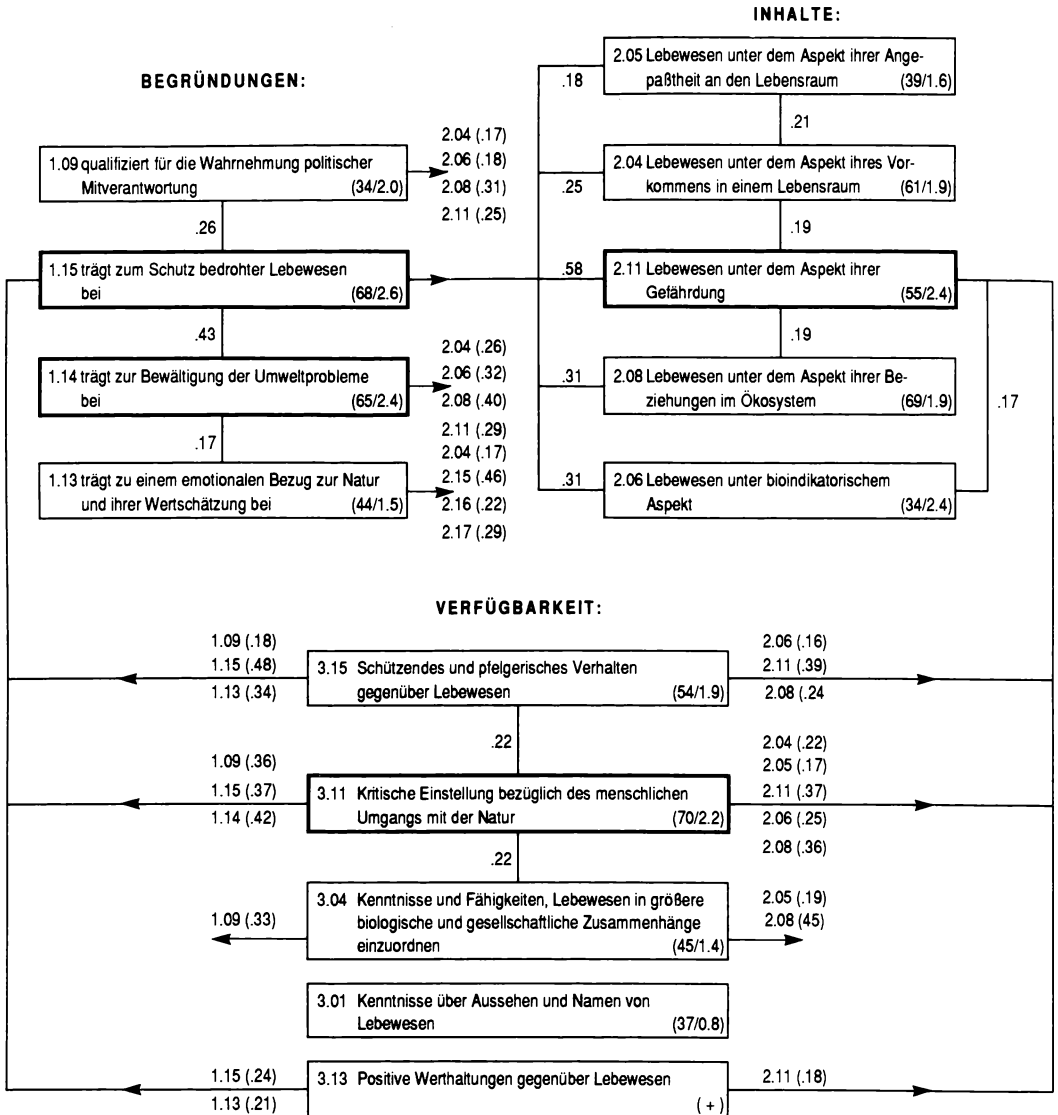 INHALTE:
2.05 Lebewesen unter dem Aspekt ihrer Ange-
paßtheit an den Lebensraum (39/1.6)
.18
.21
2.04 Lebewesen unter dem Aspekt ihres Vor-
kommens in einem Lebensraum (61/1.9)
.25
.19
.58
2.11 Lebewesen unter dem Aspekt ihrer
Gefährdung (55/2.4)
.19
.31
2.08 Lebewesen unter dem Aspekt ihrer Be-
ziehungen im Ökosystem (69/1.9)
.17
.31
2.06 Lebewesen unter bioindikatorischem
Aspekt (34/2.4)
BEGRÜNDUNGEN:
1.09 qualifiziert für die Wahrnehmung politischer
Mitverantwortung (34/2.0)
2.04 (.17)
2.06 (.18)
2.08 (.31)
2.11 (.25)
.26
1.15 trägt zum Schutz bedrohter Lebewesen
bei (68/2.6)
.43
1.14 trägt zur Bewältigung der Umweltprobleme
bei (65/2.4)
2.04 (.26)
2.06 (.32)
2.08 (.40)
2.11 (.29)
.17
1.13 trägt zu einem emotionalen Bezug zur Natur
und ihrer Wertschätzung bei (44/1.5)
2.04 (.17)
2.15 (.46)
2.16 (.22)
2.17 (.29)
VERFÜGBARKEIT:
1.09 (.18)
1.15 (.48)
1.13 (.34)
3.15 Schützendes und pfelgerisches Verhalten
gegenüber Lebewesen (54/1.9)
2.06 (.16)
2.11 (.39)
2.08 (.24
.22
1.09 (.36)
1.15 (.37)
1.14 (.42)
3.11 Kritische Einstellung bezüglich des menschlichen
Umgangs mit der Natur (70/2.2)
2.04 (.22)
2.05 (.17)
2.11 (.37)
2.06 (.25)
2.08 (.36)
.22
1.09 (.33)
3.04 Kenntnisse und Fähigkeiten, Lebewesen in größere
biologische und gesellschaftliche Zusammenhänge
einzuordnen (45/1.4)
2.05 (.19)
2.08 (45)
3.01 Kenntnisse über Aussehen und Namen von
Lebewesen (37/0.8)
1.15 (.24)
1.13 (.21)
3.13 Positive Werthaltungen gegenüber Lebewesen
(+)
2.11 (.18)